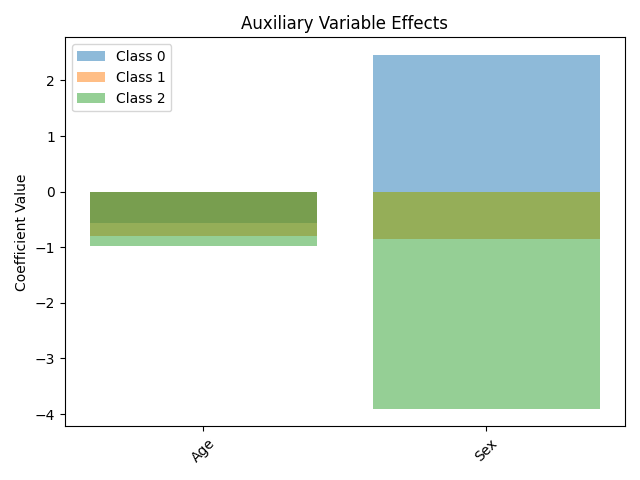 Auxiliary Variable Effects
Class 0
Class 1
Class 2
Coefficient Value
2
1
0
−1
−2
−3
−4
Age
Sex